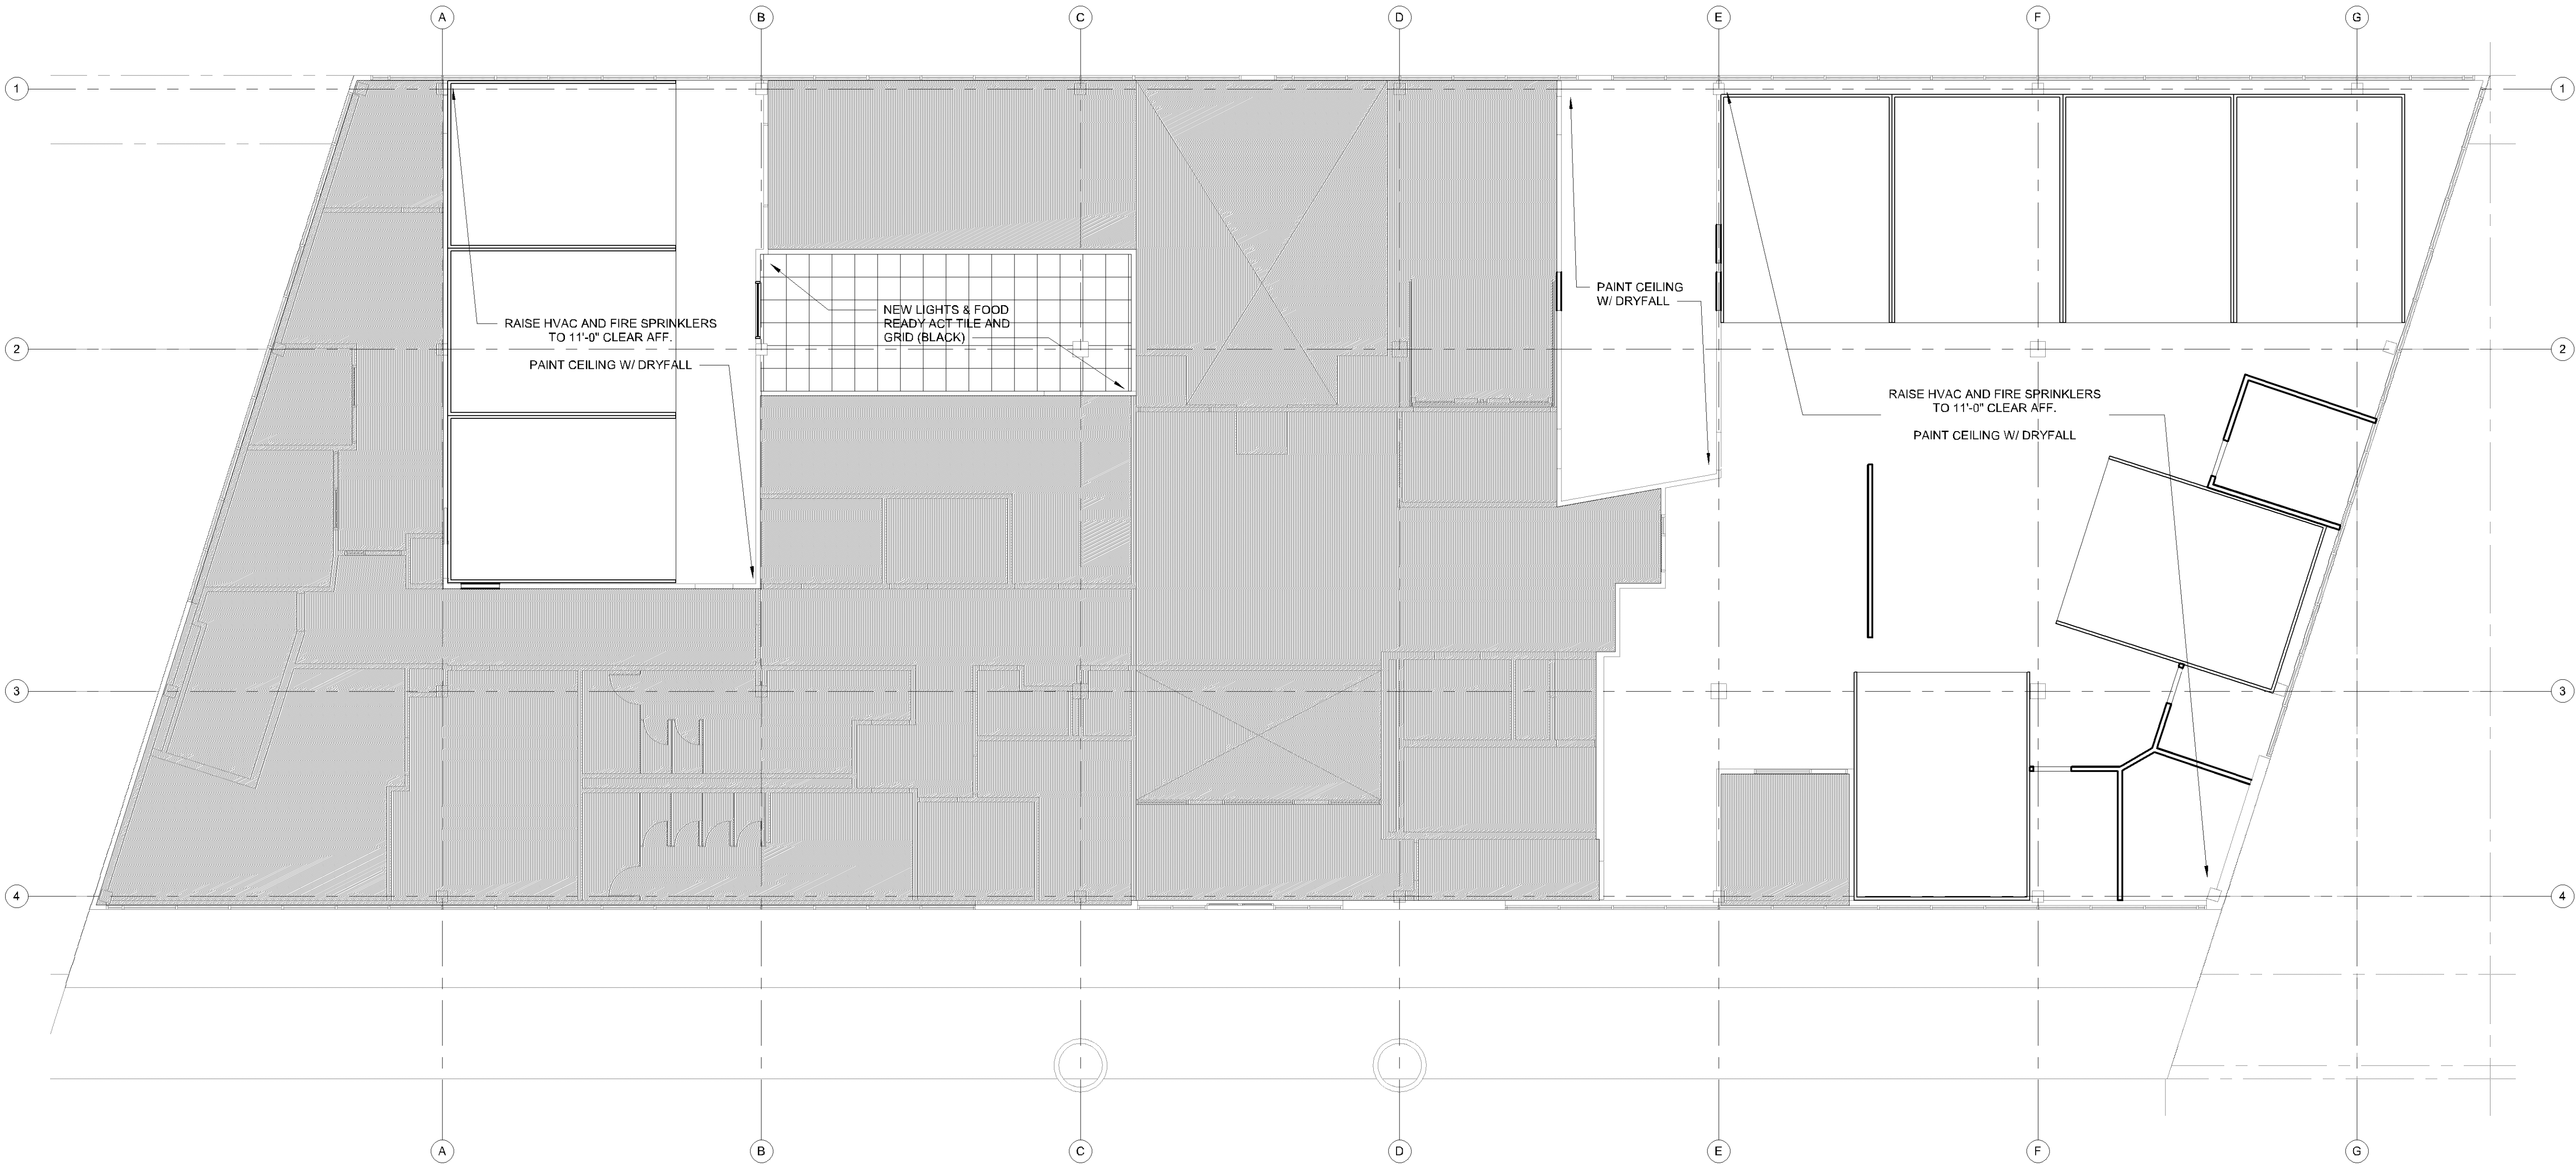 A B C D E F G
1 1
RAISE HVAC AND FIRE SPRINKLERS
TO 11'-0" CLEAR AFF.
PAINT CEILING W/ DRYFALL
NEW LIGHTS & FOOD
READY ACT TILE AND
GRID (BLACK)
PAINT CEILING
W/ DRYFALL
2 2
RAISE HVAC AND FIRE SPRINKLERS
TO 11'-0" CLEAR AFF.
PAINT CEILING W/ DRYFALL
3 3
4 4
A B C D E F G